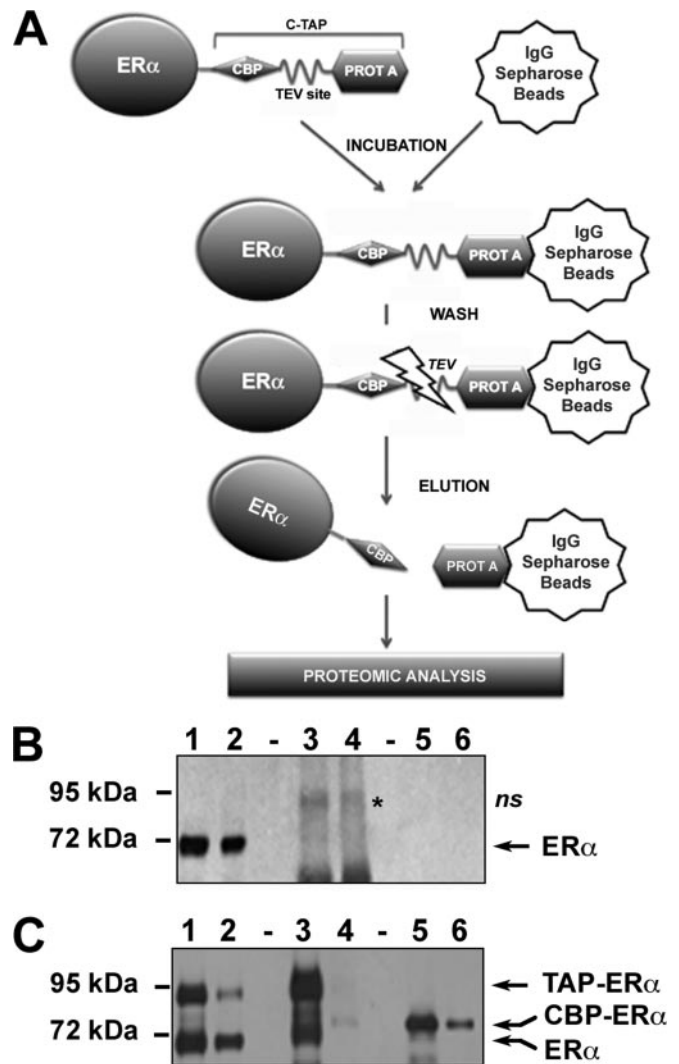 A
C-TAP
ERα
CBP
TEV site
PROT A
IgG
Sepharose
Beads
INCUBATION
ERα
CBP
PROT A
IgG
Sepharose
Beads
WASH
ERα
CBP
TEV
PROT A
IgG
Sepharose
Beads
ELUTION
ERα
CBP
PROT A
IgG
Sepharose
Beads
PROTEOMIC ANALYSIS
B
1 2 - 3 4 - 5 6
95 kDa
* ns
72 kDa
ERα
C
1 2 - 3 4 - 5 6
95 kDa
TAP-ERα
CBP-ERα
72 kDa
ERα